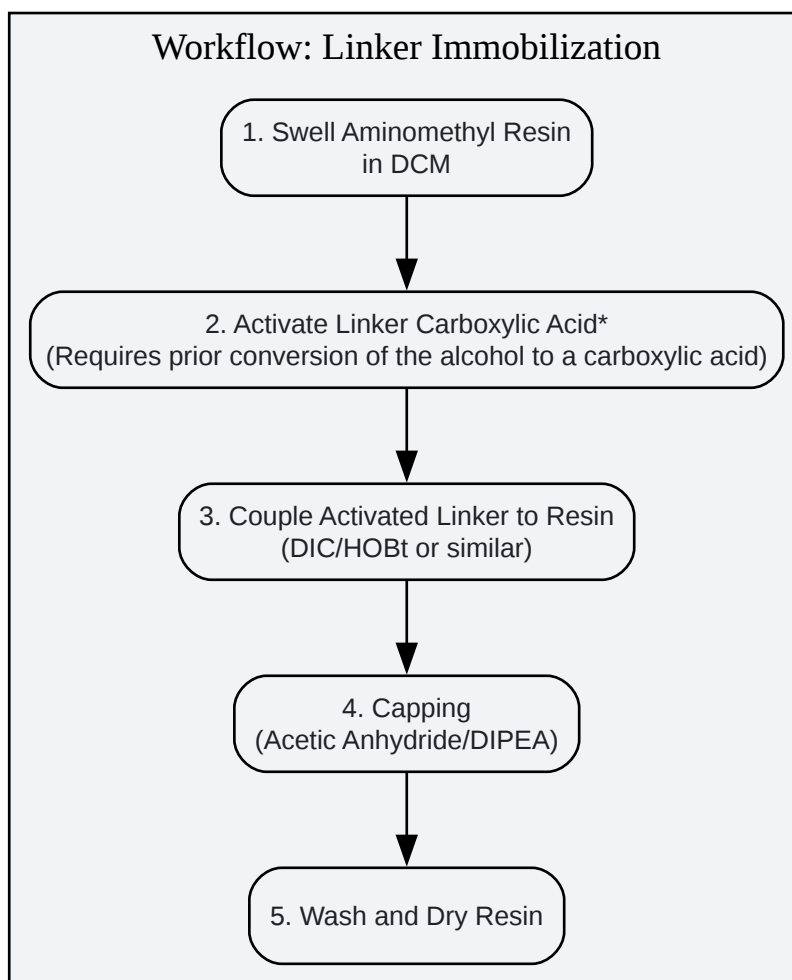 Workflow: Linker Immobilization
1. Swell Aminomethyl Resin
in DCM
2. Activate Linker Carboxylic Acid*
(Requires prior conversion of the alcohol to a carboxylic acid)
3. Couple Activated Linker to Resin
(DIC/HOBt or similar)
4. Capping
(Acetic Anhydride/DIPEA)
5. Wash and Dry Resin